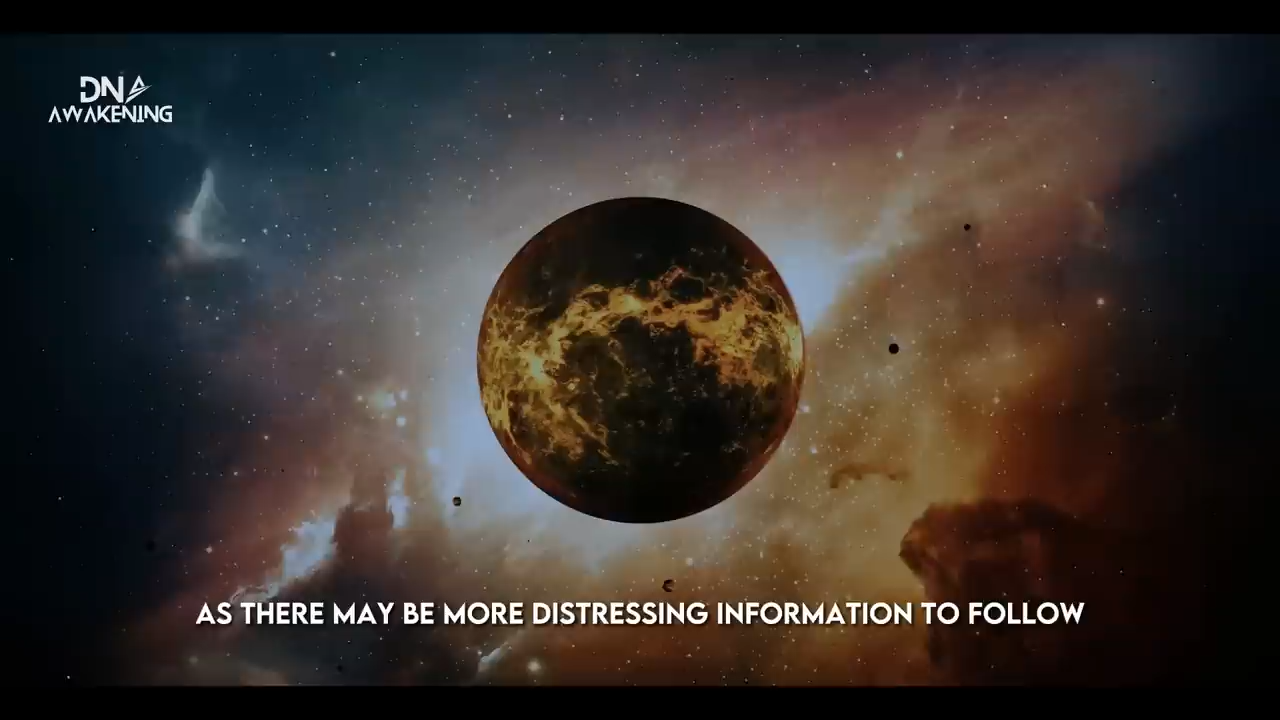 DNA
AWAKENING
AS THERE MAY BE MORE DISTRESSING INFORMATION TO FOLLOW